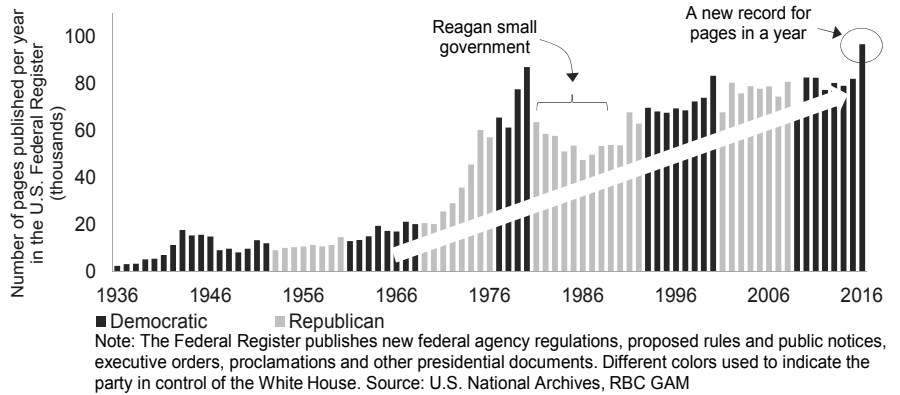 Number of pages published per year
in the U.S. Federal Register
(thousands)
100
80
60
40
20
0
Reagan small
government
A new record for
pages in a year
1936 1946 1956 1966 1976 1986 1996 2006 2016
Democratic Republican
Note: The Federal Register publishes new federal agency regulations, proposed rules and public notices,
executive orders, proclamations and other presidential documents. Different colors used to indicate the
party in control of the White House. Source: U.S. National Archives, RBC GAM